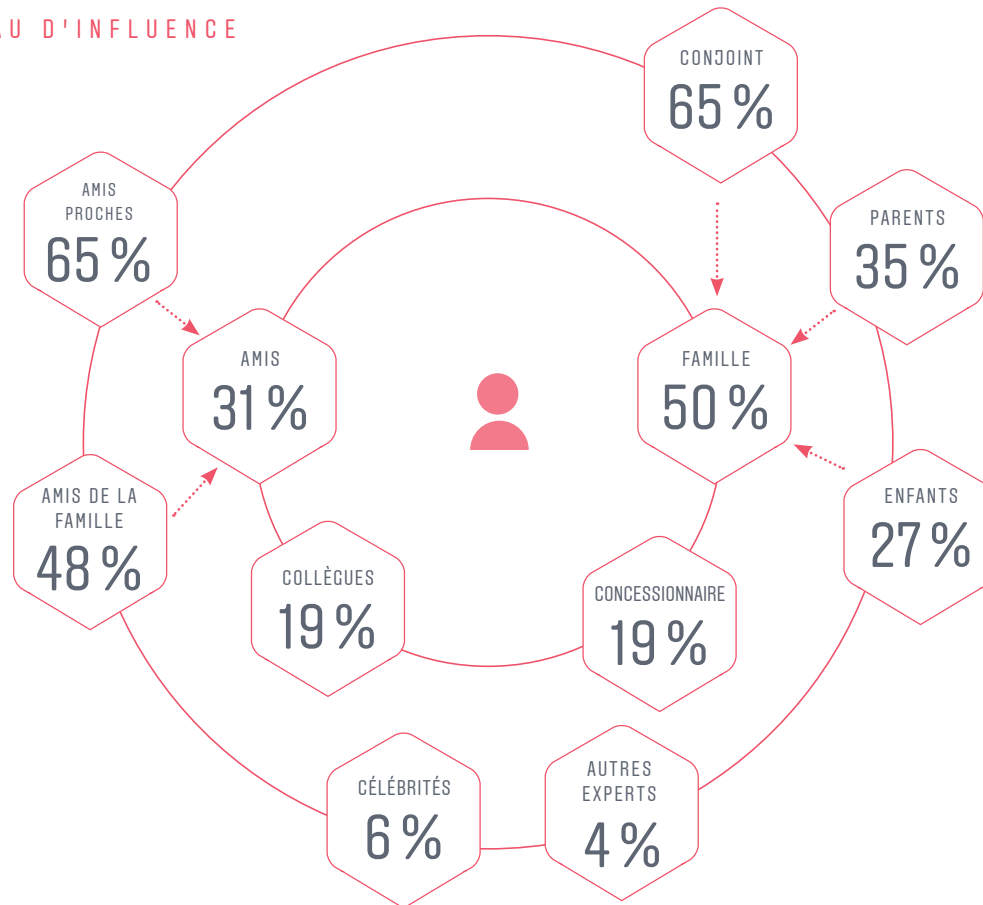 AU D'INFLUENCE
CONJOINT
65 %
AMIS
PROCHES
65 %
PARENTS
35 %
AMIS
31 %
FAMILLE
50 %
AMIS DE LA
FAMILLE
48 %
ENFANTS
27 %
COLLÈGUES
19 %
CONCESSIONNAIRE
19 %
CÉLÉBRITÉS
6 %
AUTRES
EXPERTS
4 %